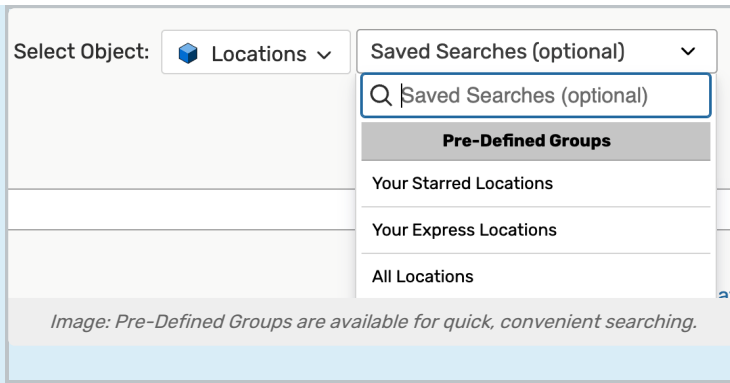 Select Object: Locations Saved Searches (optional)
Saved Searches (optional)
Pre-Defined Groups
Your Starred Locations
Your Express Locations
All Locations
Image: Pre-Defined Groups are available for quick, convenient searching.